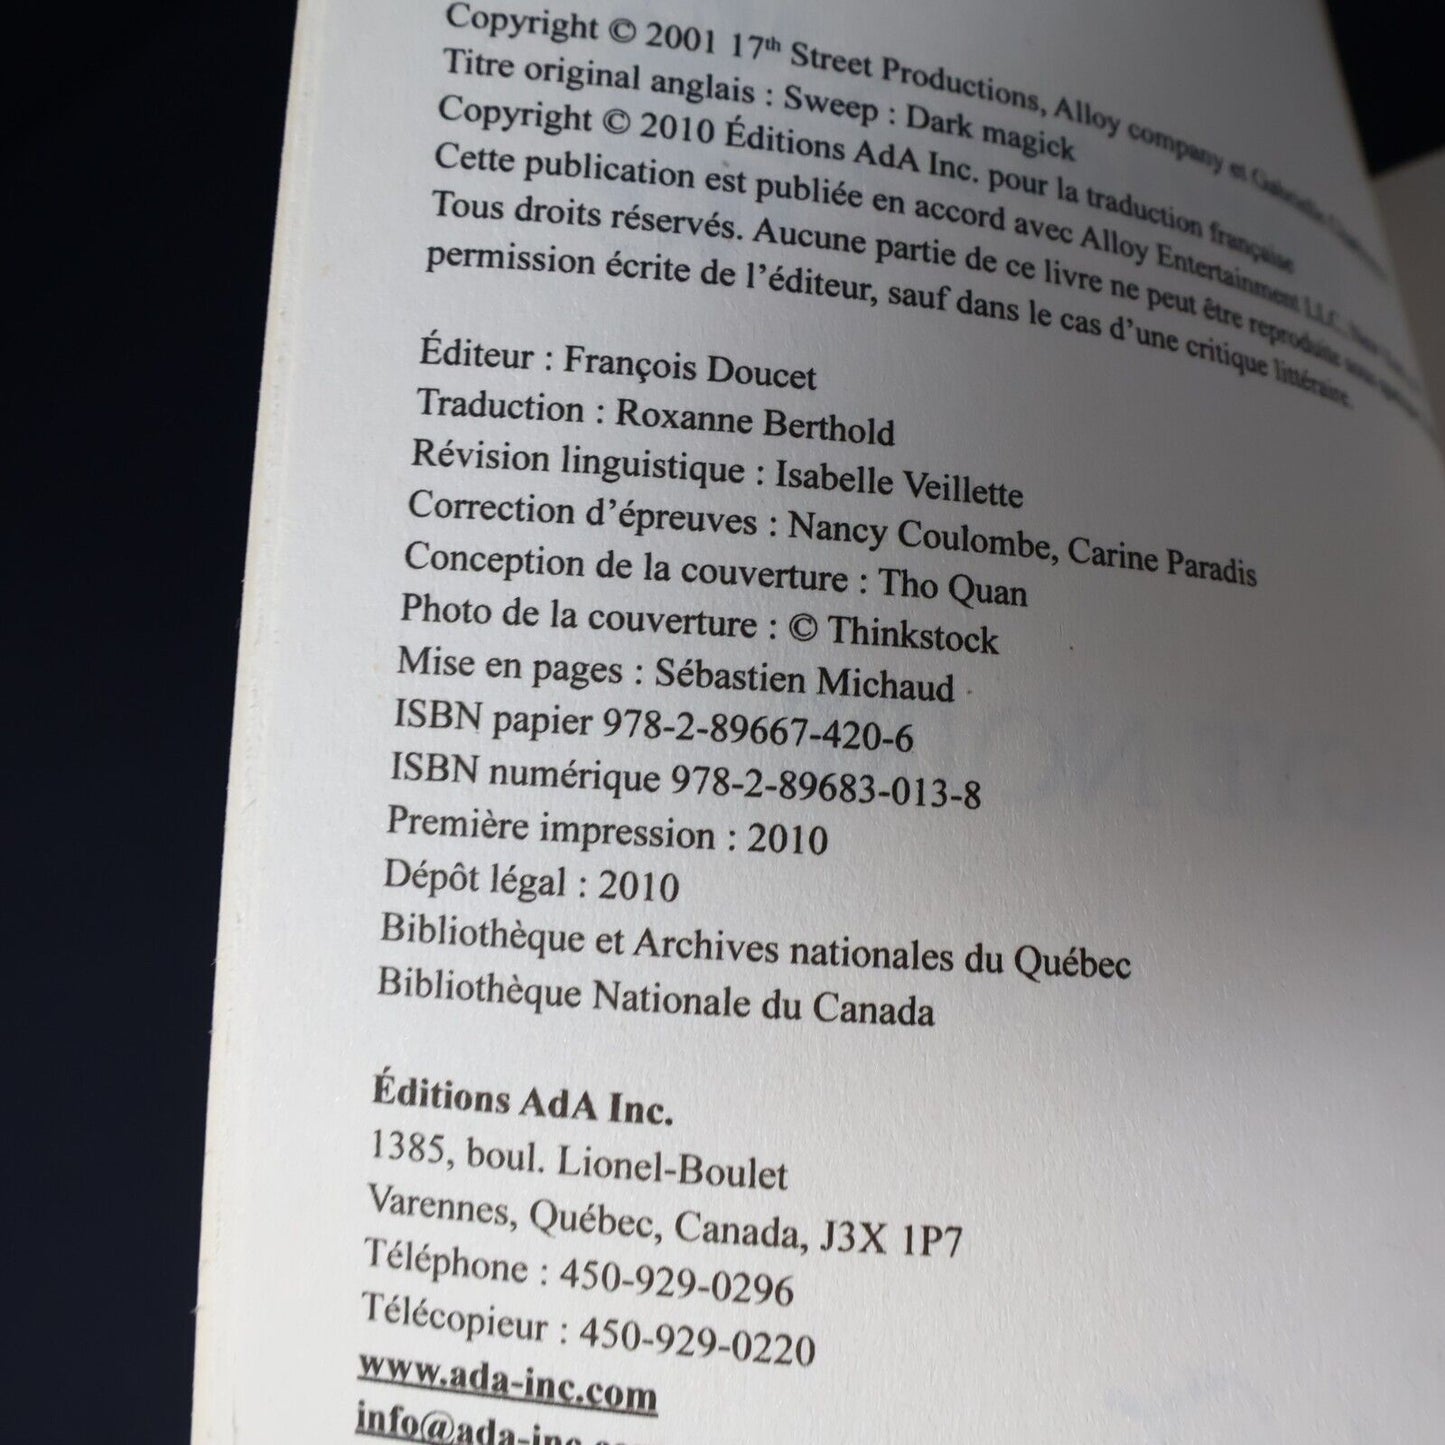 Copyright © 2001 17th Street Productions, Alloy company et Gabrielle
Titre original anglais : Sweep : Dark magick
Copyright © 2010 Éditions AdA Inc. pour la traduction française
Cette publication est publiée en accord avec Alloy Entertainment LLC, New
Tous droits réservés. Aucune partie de ce livre ne peut être reproduite sous
permission écrite de l’éditeur, sauf dans le cas d’une critique littéraire.
Éditeur : François Doucet
Traduction : Roxanne Berthold
Révision linguistique : Isabelle Veillette
Correction d’épreuves : Nancy Coulombe, Carine Paradis
Conception de la couverture : Tho Quan
Photo de la couverture : © Thinkstock
Mise en pages : Sébastien Michaud
ISBN papier 978-2-89667-420-6
ISBN numérique 978-2-89683-013-8
Première impression : 2010
Dépôt légal : 2010
Bibliothèque et Archives nationales du Québec
Bibliothèque Nationale du Canada
Éditions AdA Inc.
1385, boul. Lionel-Boulet
Varennes, Québec, Canada, J3X 1P7
Téléphone : 450-929-0296
Télécopieur : 450-929-0220
www.ada-inc.com
info@ada-inc.